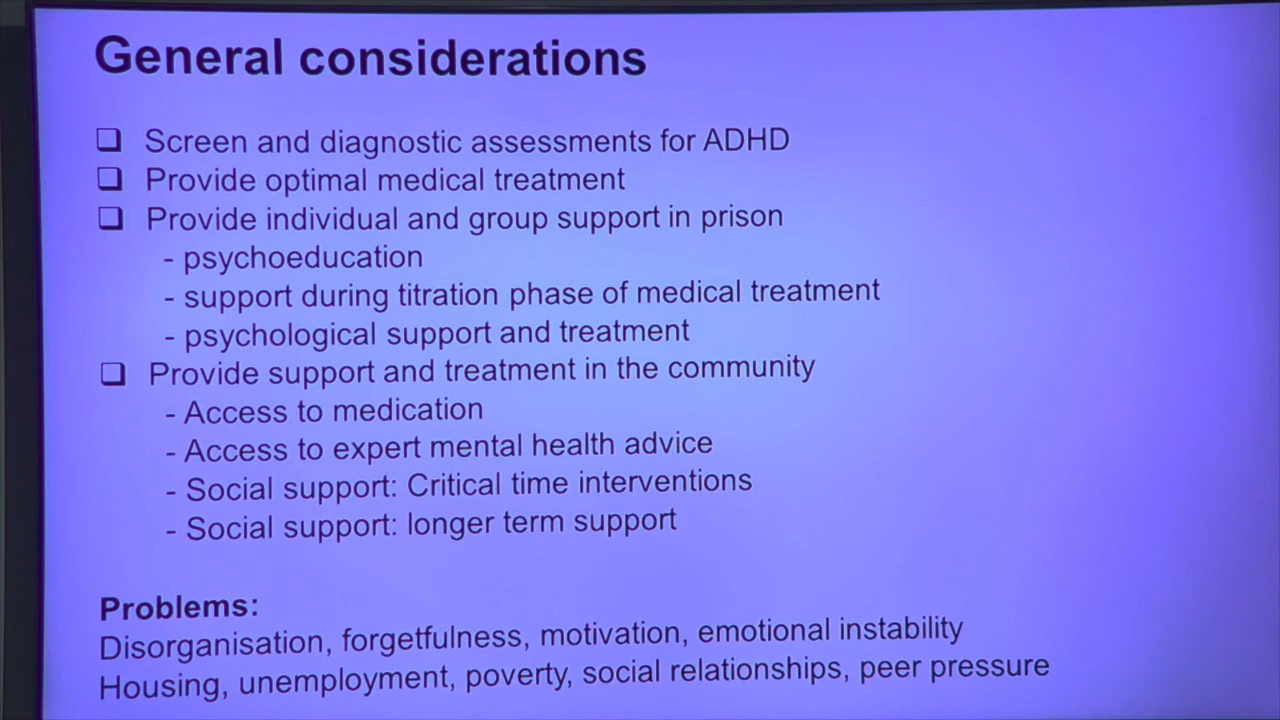 General considerations
❑ Screen and diagnostic assessments for ADHD
❑ Provide optimal medical treatment
❑ Provide individual and group support in prison
- psychoeducation
- support during titration phase of medical treatment
- psychological support and treatment
❑ Provide support and treatment in the community
- Access to medication
- Access to expert mental health advice
- Social support: Critical time interventions
- Social support: longer term support
Problems:
Disorganisation, forgetfulness, motivation, emotional instability
Housing, unemployment, poverty, social relationships, peer pressure